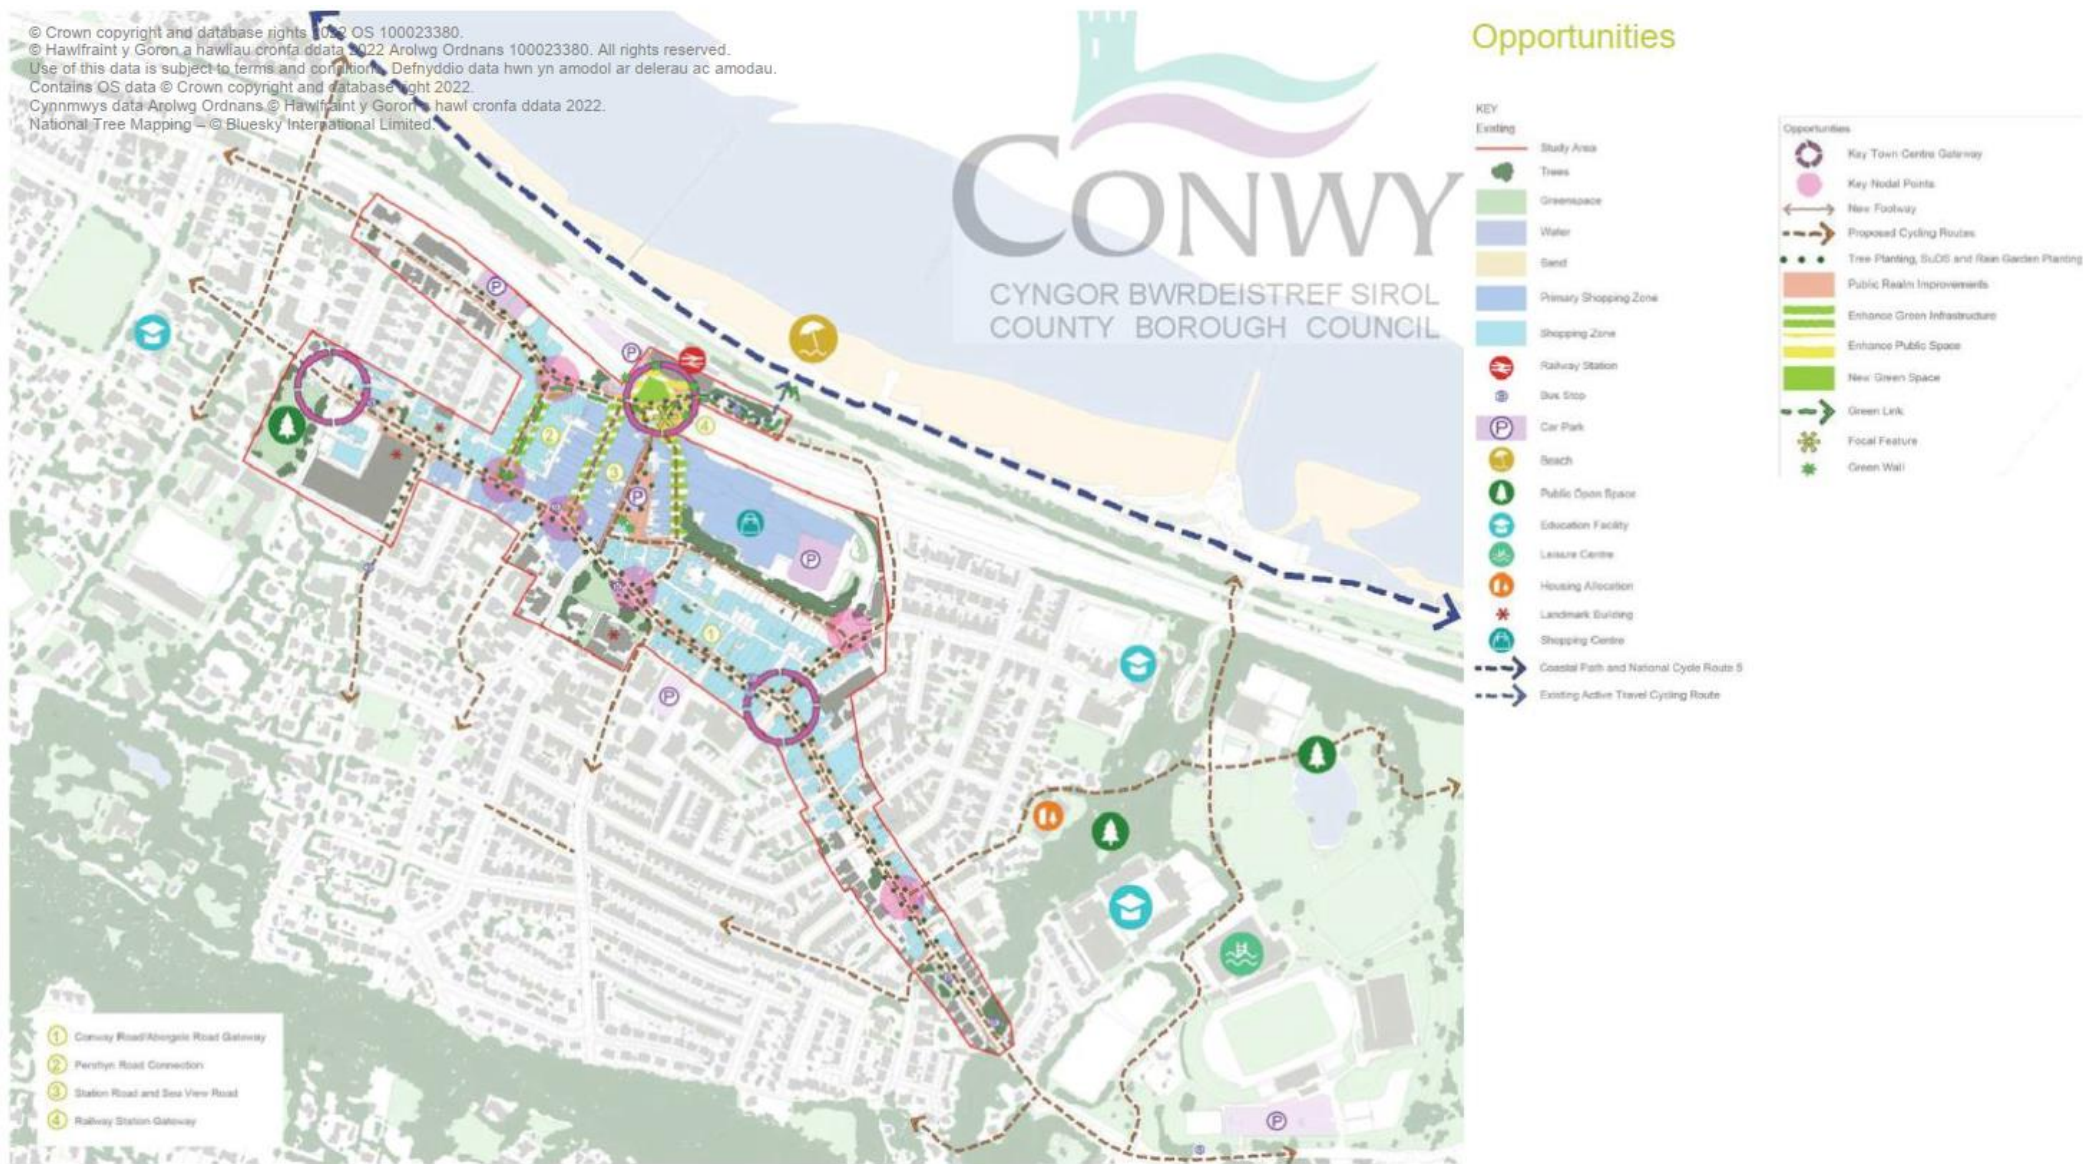 © Crown copyright and database rights 2022 OS 100023380.
© Hawlfraint y Goron a hawliau cronfa ddata 2022 Arolwg Ordnans 100023380. All rights reserved.
Use of this data is subject to terms and conditions. Defnyddio data hwn yn amodol ar delerau ac amodau.
Contains OS data © Crown copyright and database right 2022.
Cynnmwys data Arolwg Ordnans © Hawlfraint y Goron a hawl cronfa ddata 2022.
National Tree Mapping – © Bluesky International Limited.
CONWY
CYNGOR BWRDEISTREF SIROL
COUNTY BOROUGH COUNCIL
P
P
P
P
P
P
1
2
3
4
1 Conway Road/Abergele Road Gateway
2 Penrhyn Road Connection
3 Station Road and Sea View Road
4 Railway Station Gateway
Opportunities
KEY
Existing
Study Area
Trees
Greenspace
Water
Sand
Primary Shopping Zone
Shopping Zone
Railway Station
Bus Stop
P Car Park
Beach
Public Open Space
Education Facility
Leisure Centre
Housing Allocation
Landmark Building
Shopping Centre
Coastal Path and National Cycle Route 5
Existing Active Travel Cycling Route
Opportunities
Key Town Centre Gateway
Key Nodal Points
New Footway
Proposed Cycling Routes
Tree Planting, SuDS and Rain Garden Planting
Public Realm Improvements
Enhance Green Infrastructure
Enhance Public Space
New Green Space
Green Link
Focal Feature
Green Wall